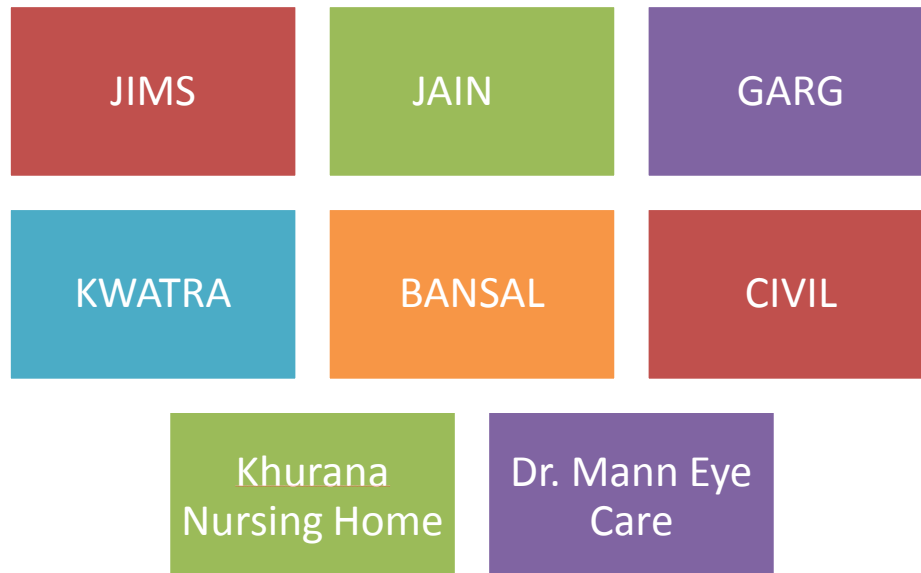 JIMS
JAIN
GARG
KWATRA
BANSAL
CIVIL
Khurana
Nursing Home
Dr. Mann Eye
Care